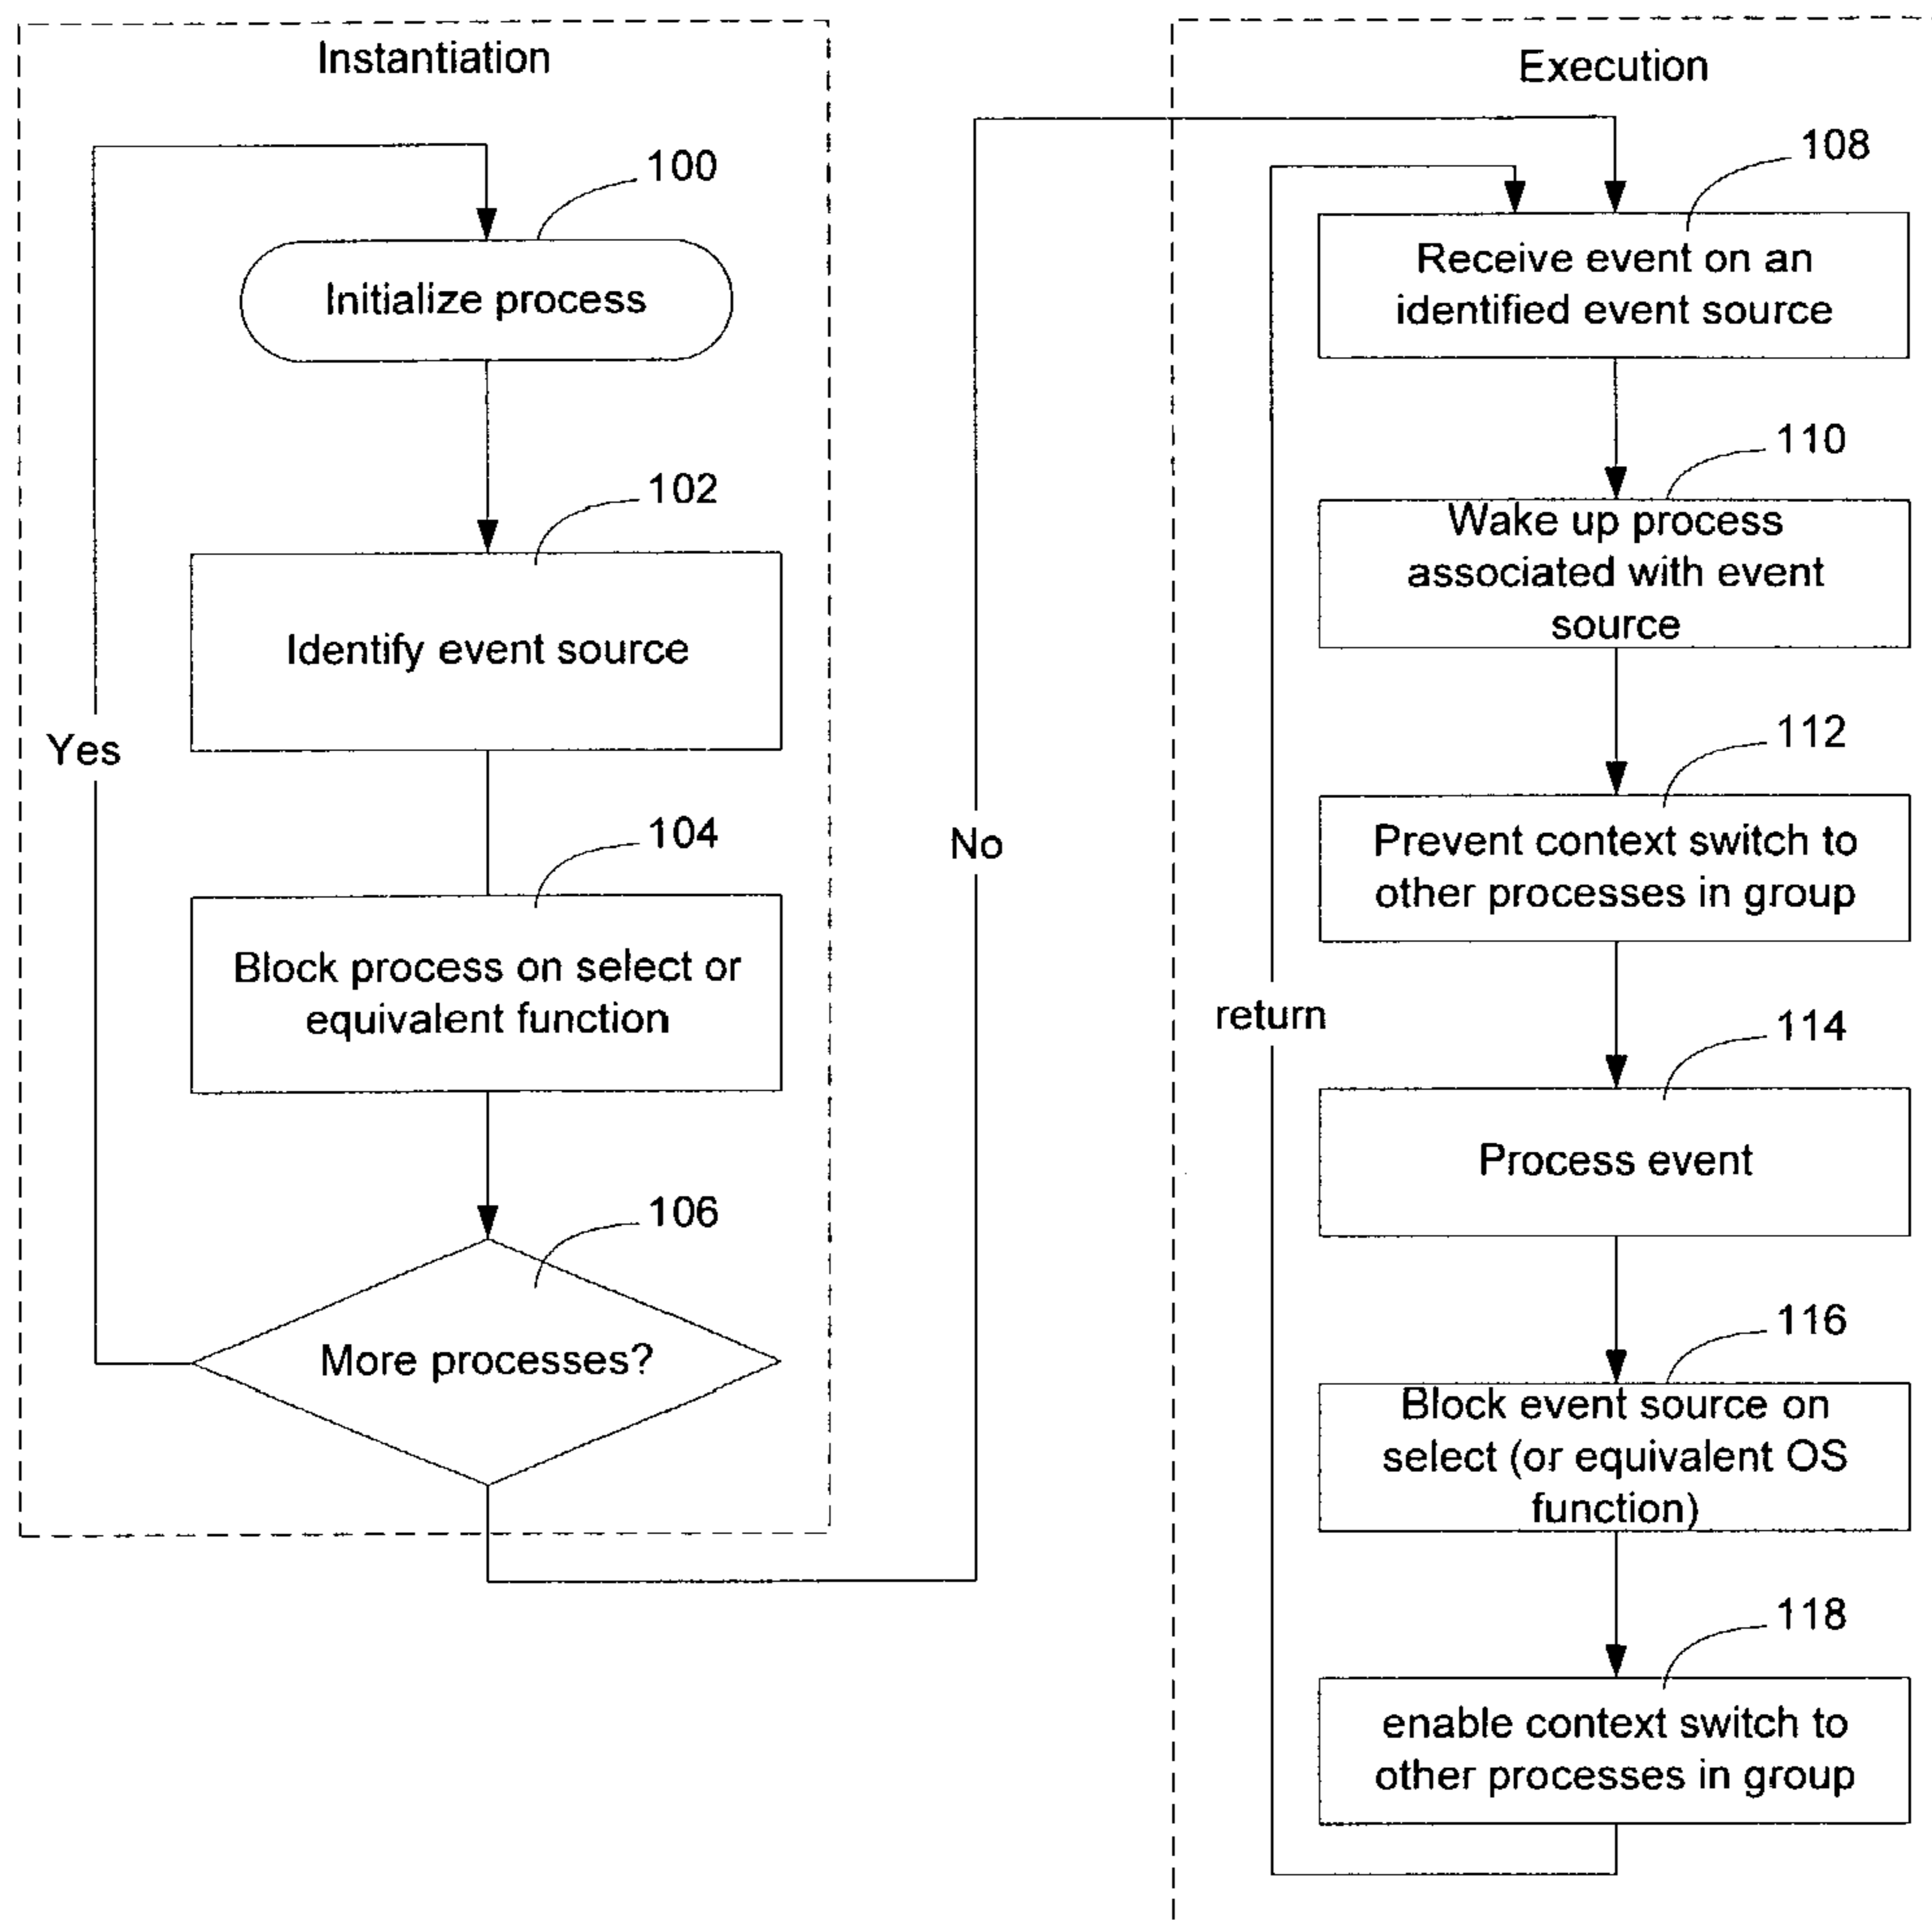 Instantiation
100
Initialize process
102
Identify event source
Yes
104
Block process on select or
equivalent function
106
More processes?
No
Execution
108
Receive event on an
identified event source
110
Wake up process
associated with event
source
112
Prevent context switch to
other processes in group
return
114
Process event
116
Block event source on
select (or equivalent OS
function)
118
enable context switch to
other processes in group